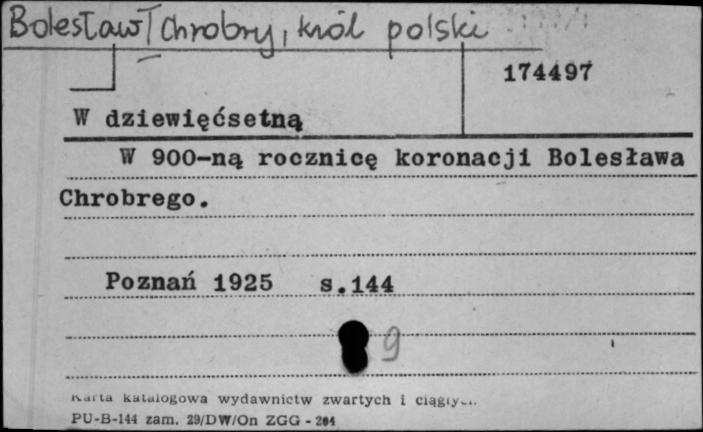 Bolesław I Chrobry, król polski
174497
W dziewięćsetną
W 900-ną rocznicę koronacji Bolesława
Chrobrego.
Poznań 1925 s.144
9
Karta katalogowa wydawnictw zwartych i ciągłych.
PU-B-144 zam. 29/DW/On ZGG - 204